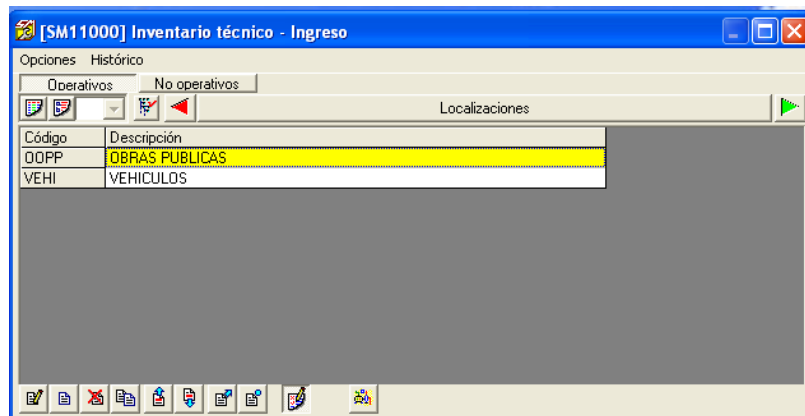 [SM11000] Inventario técnico - Ingreso
Opciones Histórico
Operativos No operativos
Localizaciones
Código Descripción
OOPP OBRAS PUBLICAS
VEHI VEHICULOS